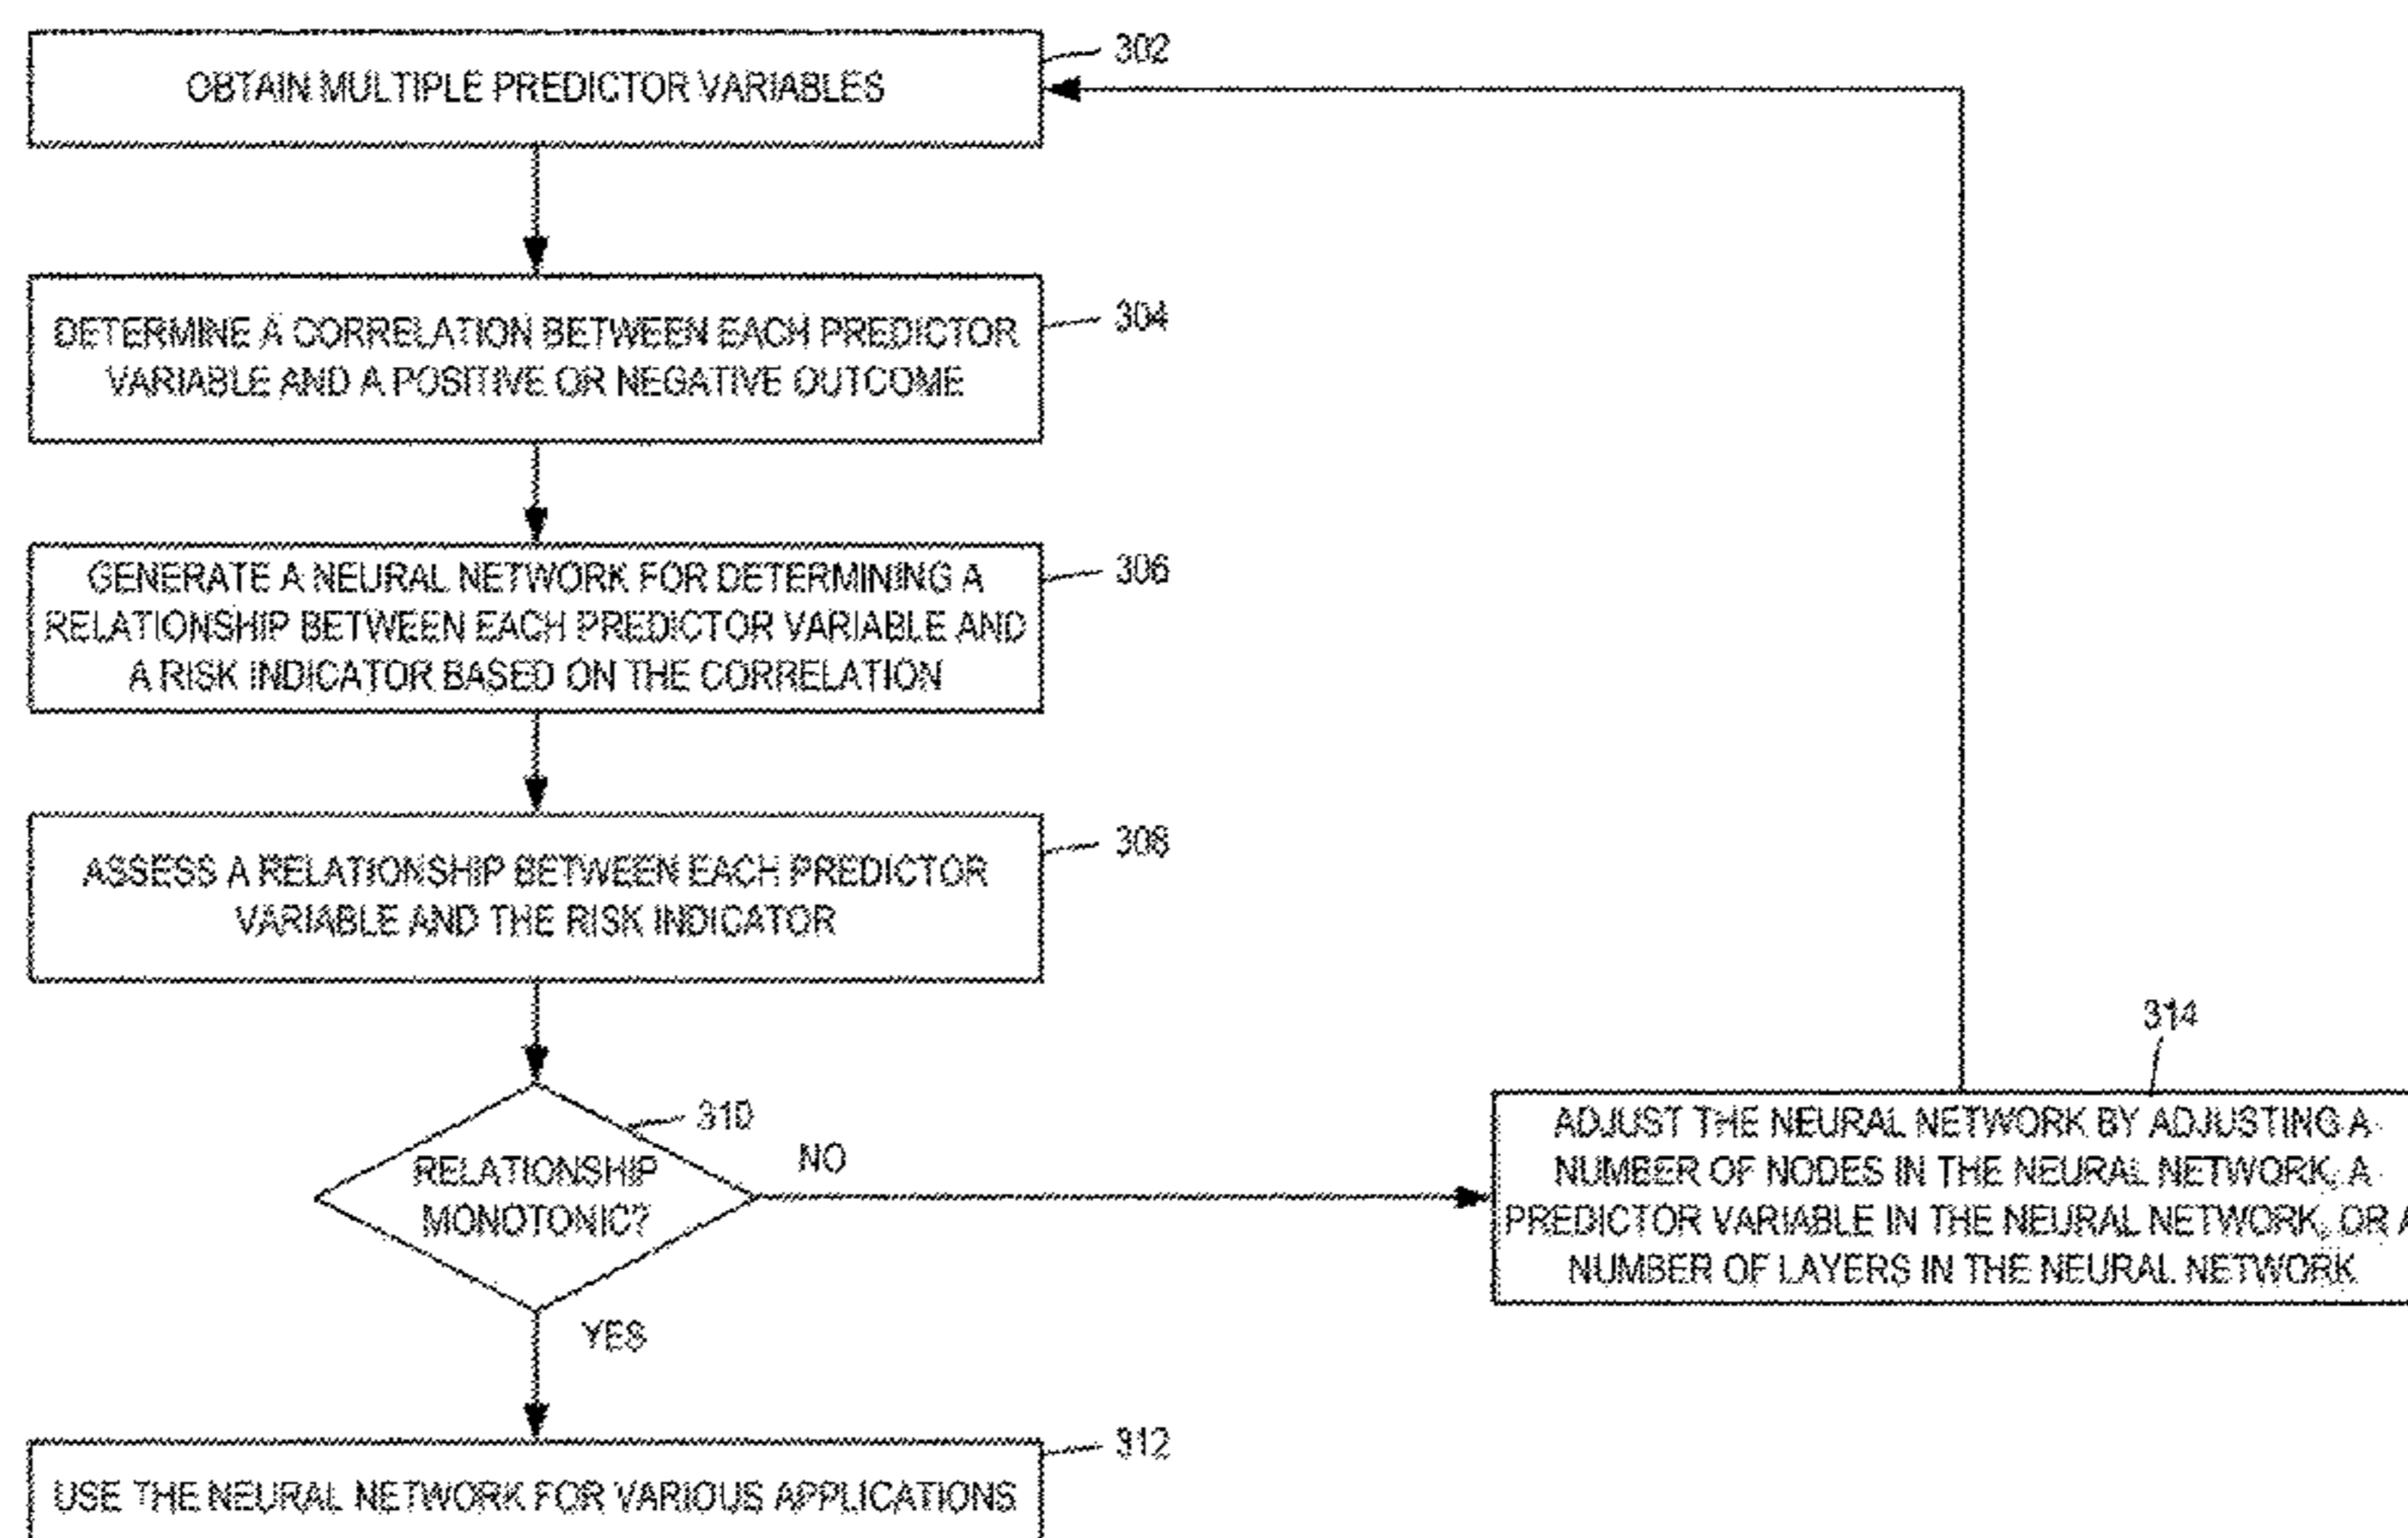 302
OBTAIN MULTIPLE PREDICTOR VARIABLES
304
DETERMINE A CORRELATION BETWEEN EACH PREDICTOR
VARIABLE AND A POSITIVE OR NEGATIVE OUTCOME
306
GENERATE A NEURAL NETWORK FOR DETERMINING A
RELATIONSHIP BETWEEN EACH PREDICTOR VARIABLE AND
A RISK INDICATOR BASED ON THE CORRELATION
308
ASSESS A RELATIONSHIP BETWEEN EACH PREDICTOR
VARIABLE AND THE RISK INDICATOR
310
RELATIONSHIP
MONOTONIC?
NO
YES
314
ADJUST THE NEURAL NETWORK BY ADJUSTING A
NUMBER OF NODES IN THE NEURAL NETWORK, A
PREDICTOR VARIABLE IN THE NEURAL NETWORK, OR A
NUMBER OF LAYERS IN THE NEURAL NETWORK
312
USE THE NEURAL NETWORK FOR VARIOUS APPLICATIONS